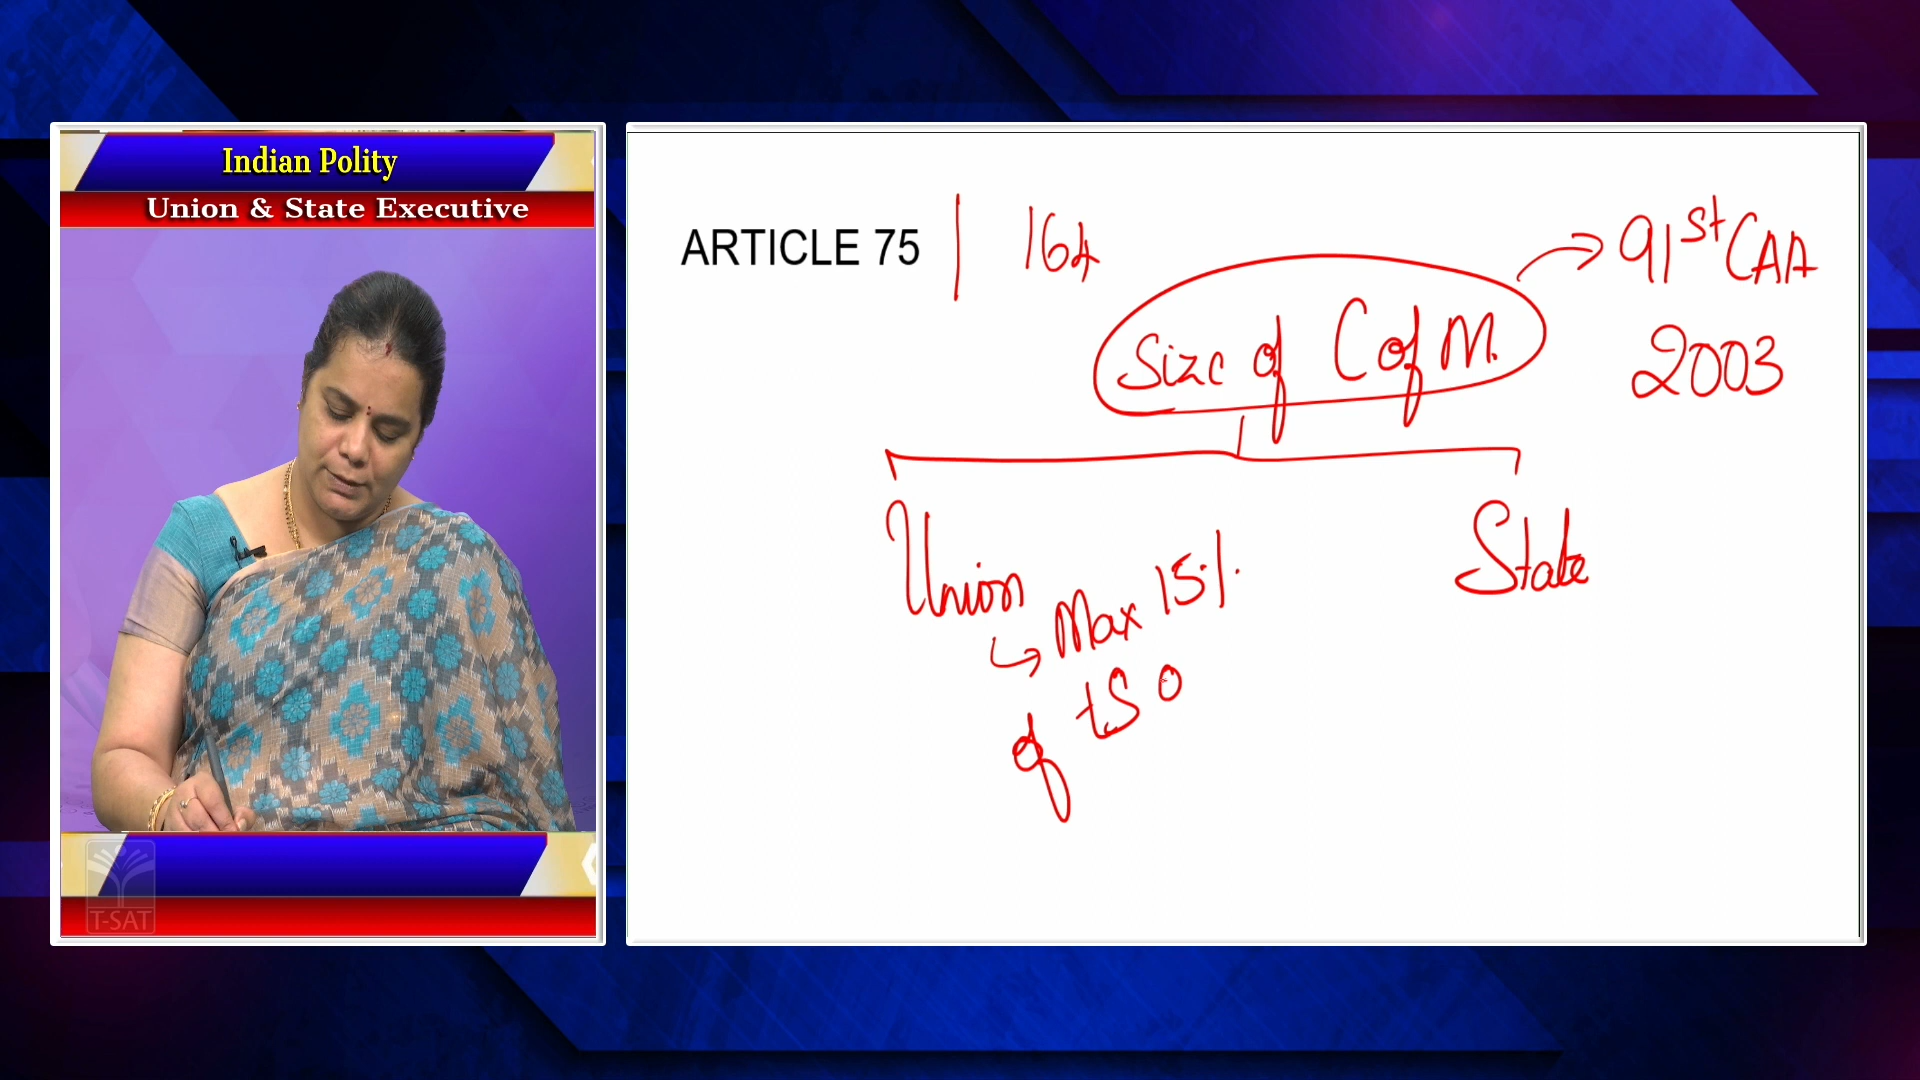 Indian Polity
Union & State Executive
ARTICLE 75 | 164
91st CAA
2003
Size of C of M.
Union
State
Max 15%.
of tS o
T-SAT